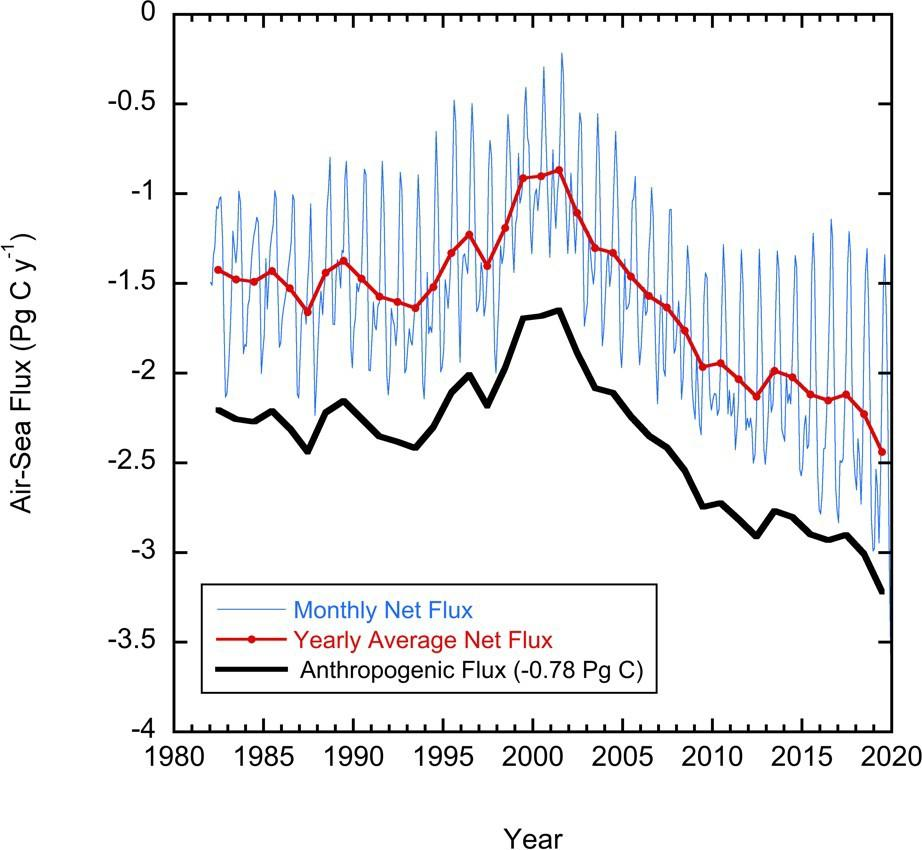 0
-0.5
-1
-1.5
-2
-2.5
-3
-3.5
-4
Air-Sea Flux (Pg C y⁻¹)
Monthly Net Flux
Yearly Average Net Flux
Anthropogenic Flux (-0.78 Pg C)
1980 1985 1990 1995 2000 2005 2010 2015 2020
Year